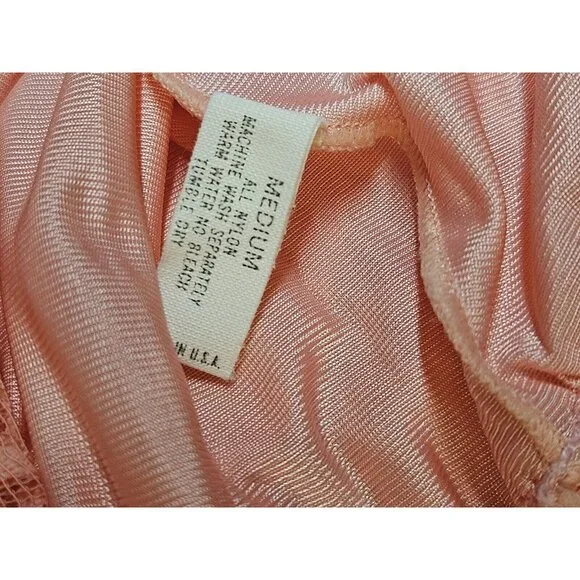 MEDIUM
ALL NYLON
MACHINE WASH SEPARATELY
WARM WATER NO BLEACH
TUMBLE DRY
IN U.S.A.